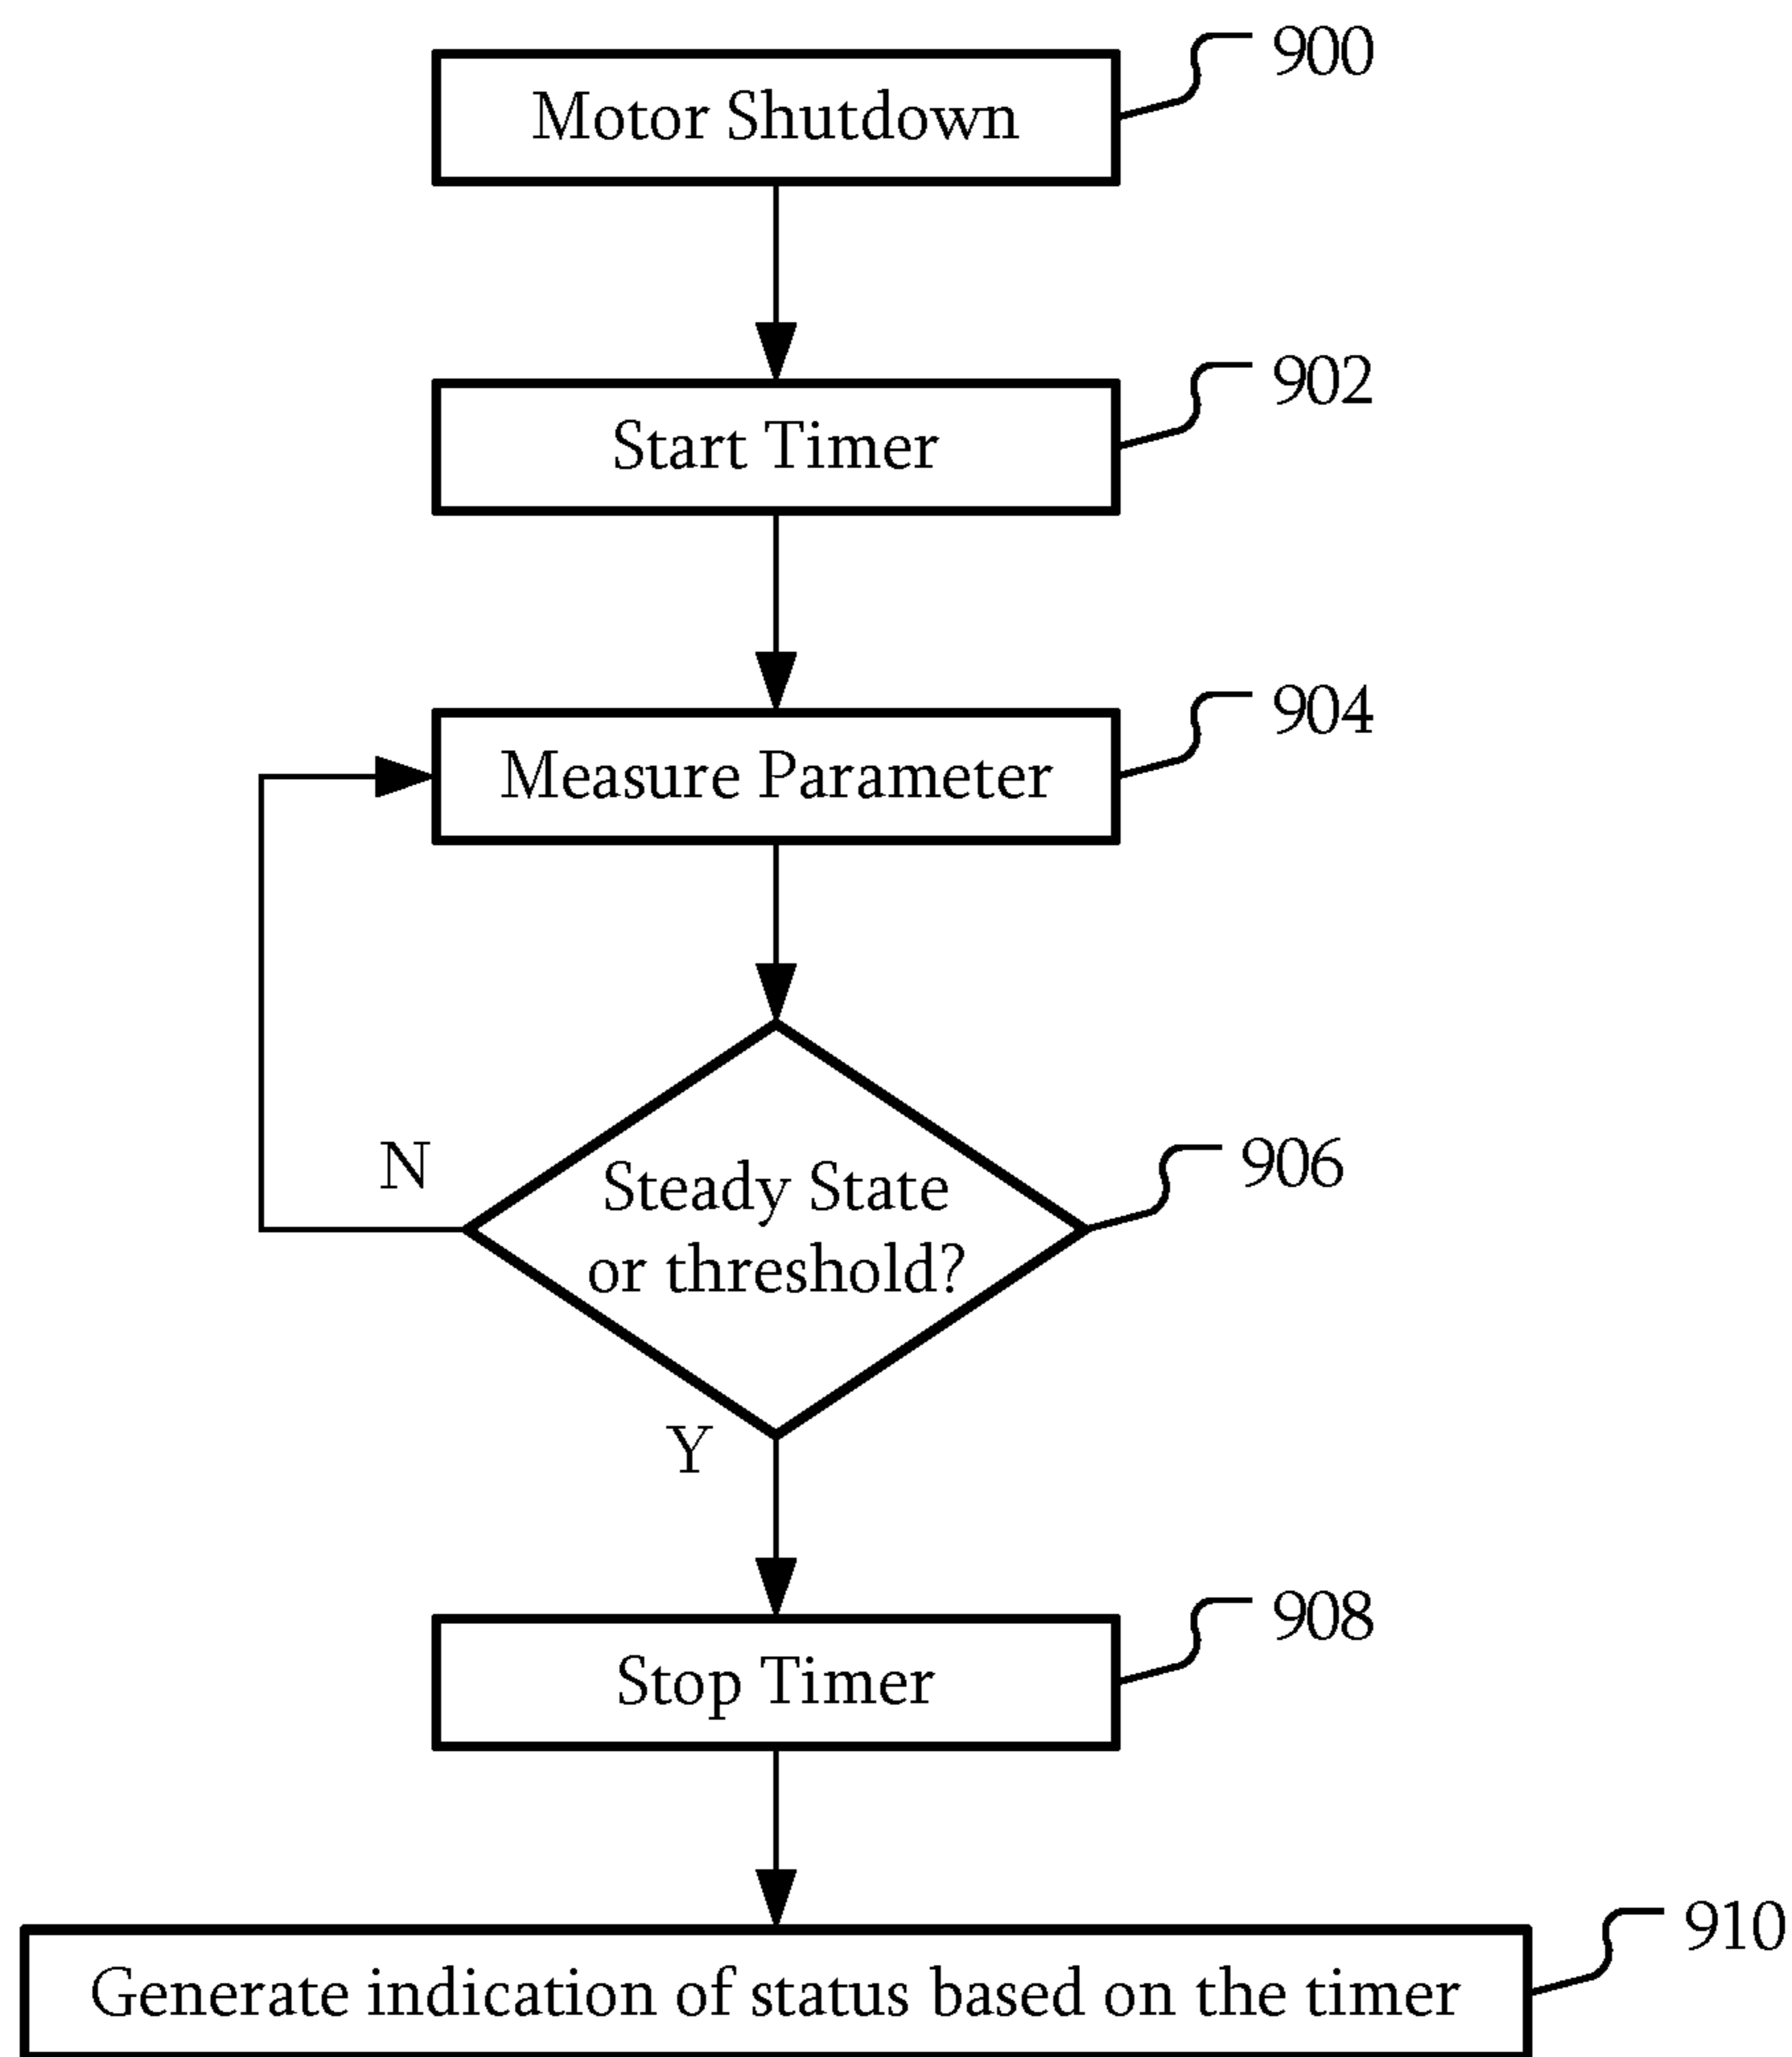 900
Motor Shutdown
902
Start Timer
904
Measure Parameter
N
906
Steady State
or threshold?
Y
908
Stop Timer
910
Generate indication of status based on the timer